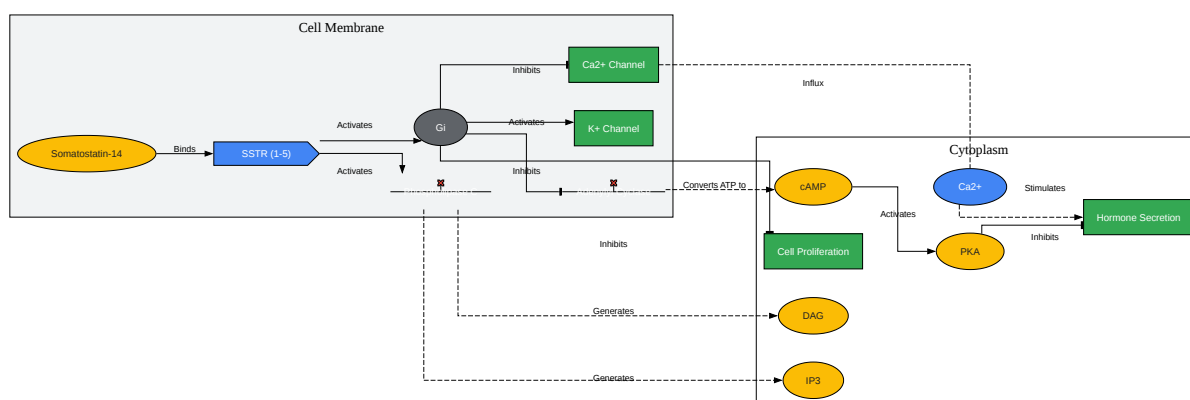 Cell Membrane
Ca2+ Channel
Inhibits
Influx
K+ Channel
Activates
Gi
Activates
Somatostatin-14
Binds
SSTR (1-5)
Activates
Inhibits
Converts ATP to
Cytoplasm
cAMP
Ca2+
Stimulates
Activates
Hormone Secretion
Inhibits
Inhibits
Cell Proliferation
PKA
Generates
DAG
Generates
IP3